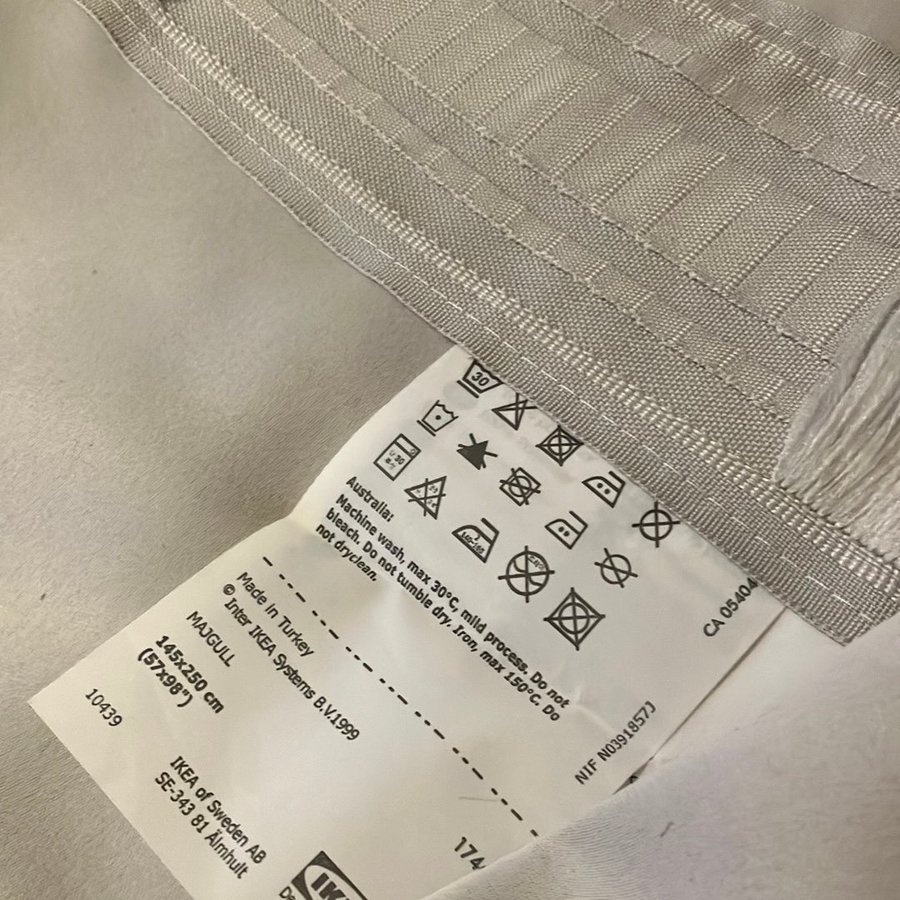 30
CA 05404
Australia:
Machine wash, max 30°C, mild process. Do not
bleach. Do not tumble dry. Iron, max 150°C. Do
not dryclean.
NIF N0391857J
Made in Turkey
© Inter IKEA Systems B.V.1999
MAJGULL
145x250 cm
(57x98")
10439
174
IKEA of Sweden AB
SE-343 81 Älmhult